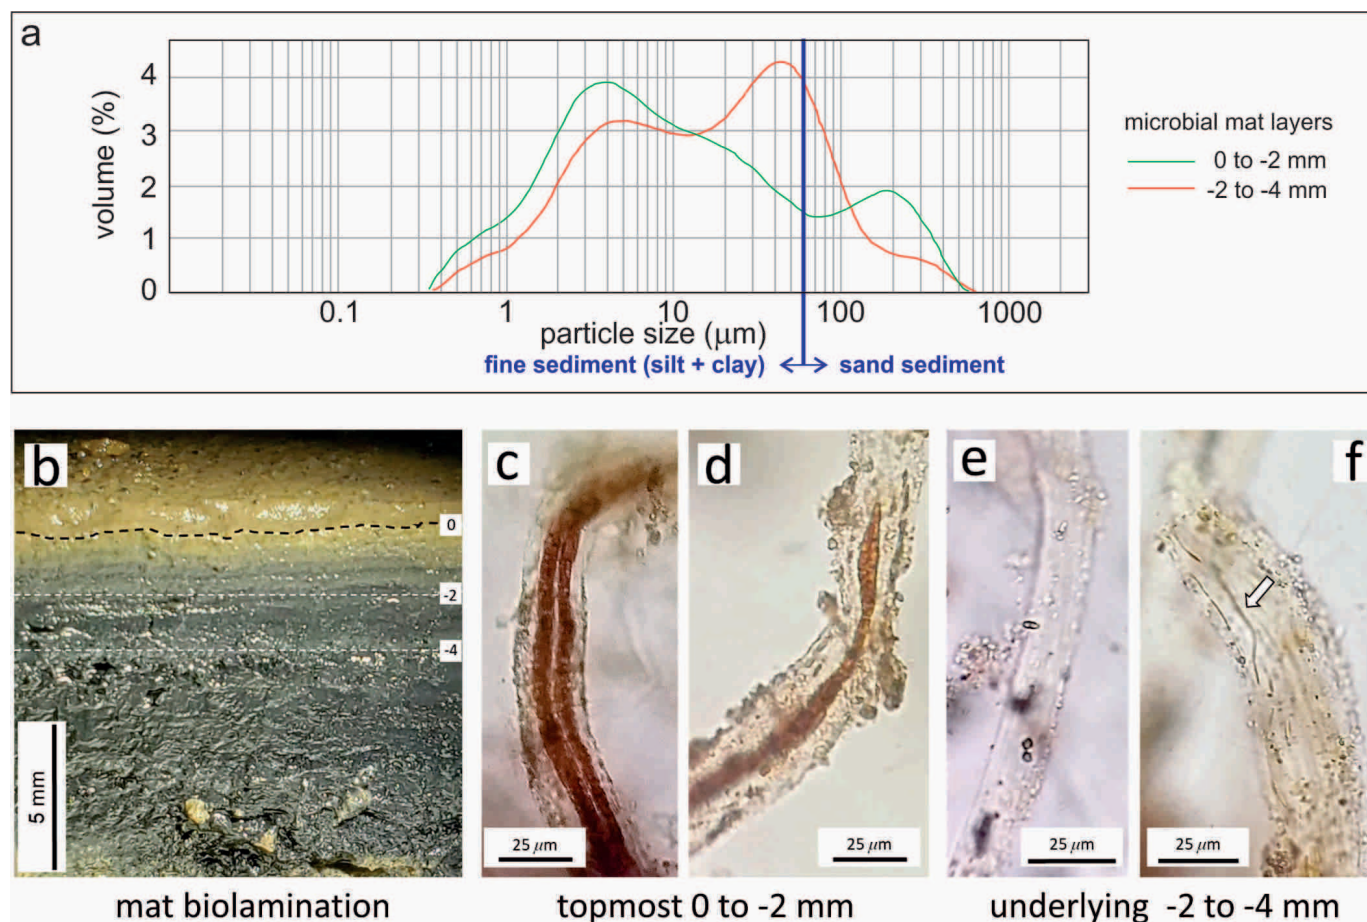 a
4
3
2
1
0
volume (%)
0.1 1 10 100 1000
particle size (μm)
fine sediment (silt + clay) ↔ sand sediment
microbial mat layers
0 to -2 mm
-2 to -4 mm
b
0
-2
-4
5 mm
c
25 μm
d
25 μm
e
25 μm
f
25 μm
mat biolamination
topmost 0 to -2 mm
underlying -2 to -4 mm